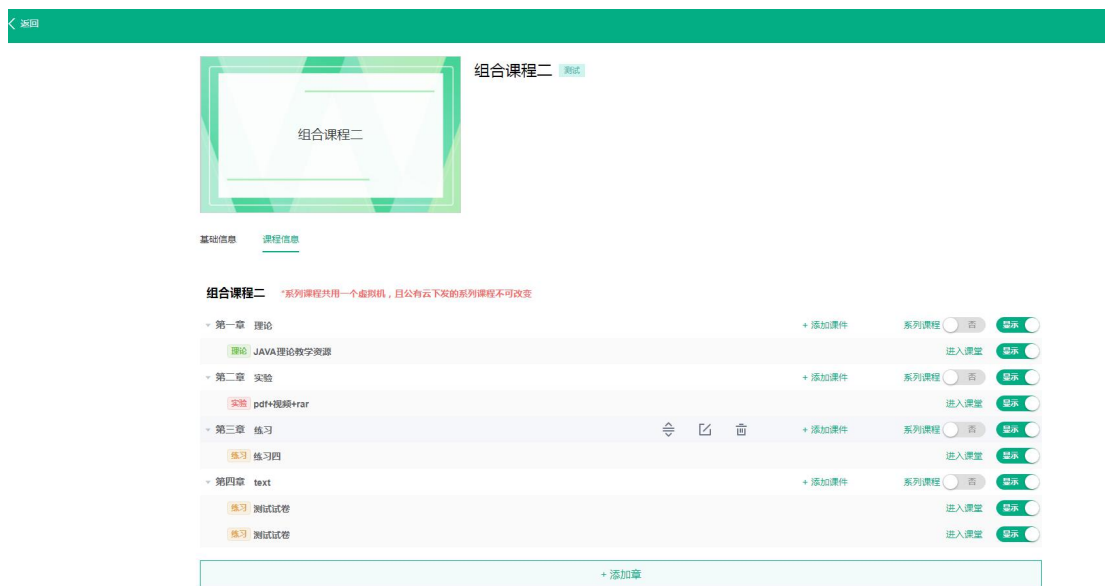 返回
组合课程二 测试
组合课程二
基础信息 课程信息
组合课程二 *系列课程共用一个虚拟机，且公有云下发的系列课程不可改变
第一章 理论 + 添加课件 系列课程 否 显示
理论 JAVA理论教学资源 进入课堂 显示
第二章 实验 + 添加课件 系列课程 否 显示
实验 pdf+视频+rar 进入课堂 显示
第三章 练习 + 添加课件 系列课程 否 显示
练习 练习四 进入课堂 显示
第四章 text + 添加课件 系列课程 否 显示
练习 测试试卷 进入课堂 显示
练习 测试试卷 进入课堂 显示
+ 添加章